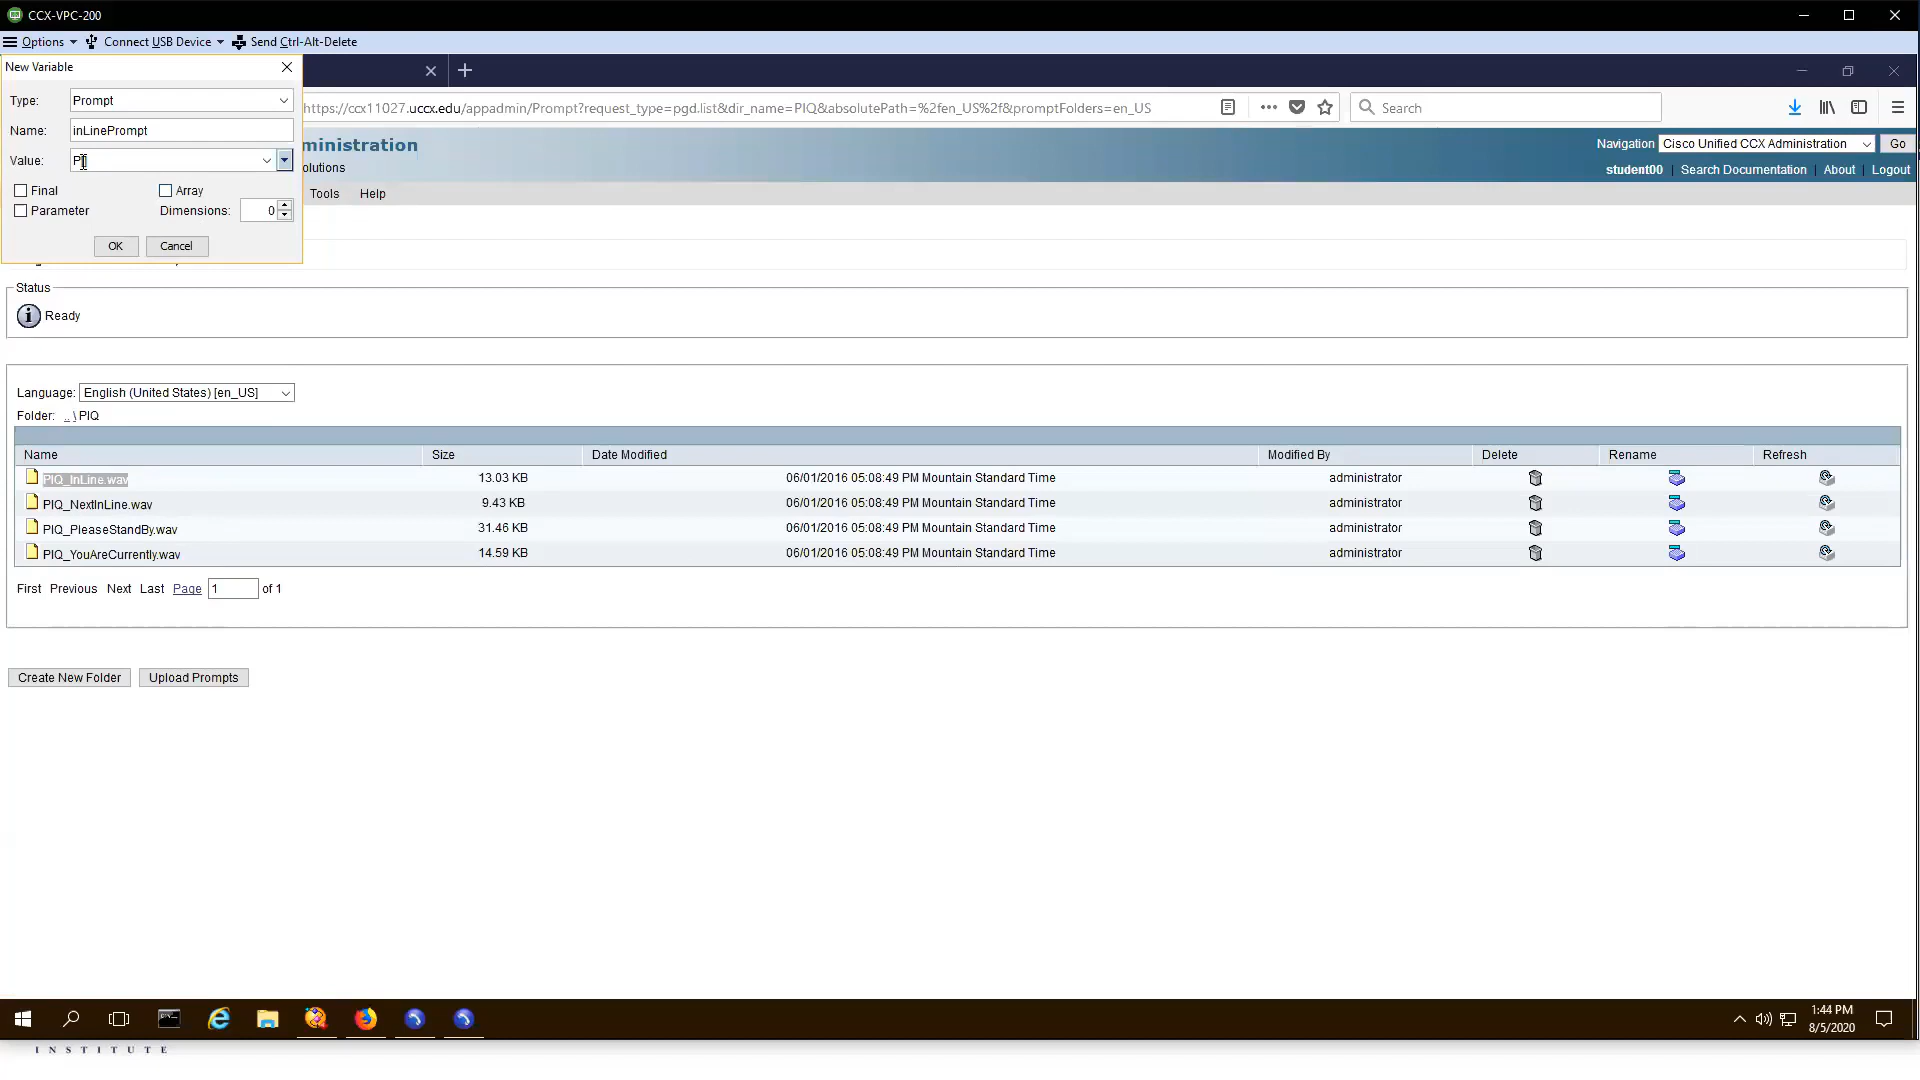 CCX-VPC-200
Options Connect USB Device Send Ctrl-Alt-Delete
New Variable
Type: Prompt
Name: inLinePrompt
Value: P
Final Array
Parameter Dimensions: 0
OK Cancel
https://ccx11027.uccx.edu/appadmin/Prompt?request_type=pgd.list&dir_name=PIQ&absolutePath=%2fen_US%2f&promptFolders=en_US
Search
ministration
olutions
Navigation Cisco Unified CCX Administration Go
student00 | Search Documentation | About | Logout
Tools Help
Status
Ready
Language: English (United States) [en_US]
Folder: .. \ PIQ
Name Size Date Modified Modified By Delete Rename Refresh
PIQ_InLine.wav 13.03 KB 06/01/2016 05:08:49 PM Mountain Standard Time administrator
PIQ_NextInLine.wav 9.43 KB 06/01/2016 05:08:49 PM Mountain Standard Time administrator
PIQ_PleaseStandBy.wav 31.46 KB 06/01/2016 05:08:49 PM Mountain Standard Time administrator
PIQ_YouAreCurrently.wav 14.59 KB 06/01/2016 05:08:49 PM Mountain Standard Time administrator
First Previous Next Last Page 1 of 1
Create New Folder Upload Prompts
1:44 PM
8/5/2020
INSTITUTE